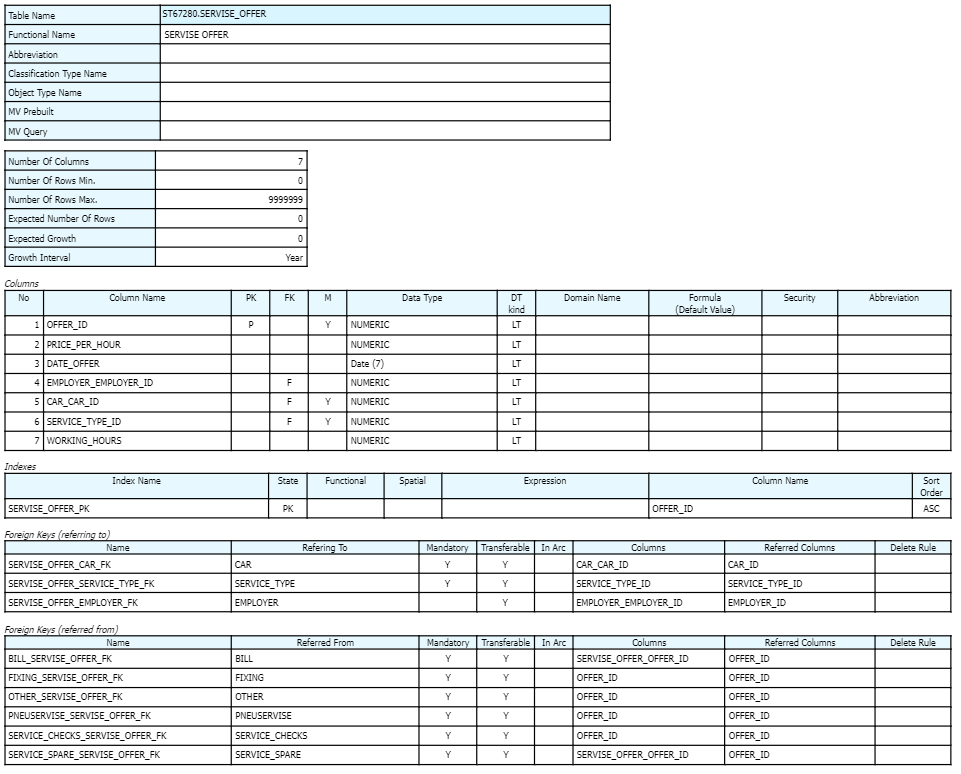 Table Name ST67280.SERVISE_OFFER
Functional Name SERVISE OFFER
Abbreviation
Classification Type Name
Object Type Name
MV Prebuilt
MV Query
Number Of Columns 7
Number Of Rows Min. 0
Number Of Rows Max. 9999999
Expected Number Of Rows 0
Expected Growth 0
Growth Interval Year
Columns
No Column Name PK FK M Data Type DT kind Domain Name Formula (Default Value) Security Abbreviation
1 OFFER_ID P Y NUMERIC LT
2 PRICE_PER_HOUR NUMERIC LT
3 DATE_OFFER Date (7) LT
4 EMPLOYER_EMPLOYER_ID F NUMERIC LT
5 CAR_CAR_ID F Y NUMERIC LT
6 SERVICE_TYPE_ID F Y NUMERIC LT
7 WORKING_HOURS NUMERIC LT
Indexes
Index Name State Functional Spatial Expression Column Name Sort Order
SERVISE_OFFER_PK PK OFFER_ID ASC
Foreign Keys (referring to)
Name Refering To Mandatory Transferable In Arc Columns Referred Columns Delete Rule
SERVISE_OFFER_CAR_FK CAR Y Y CAR_CAR_ID CAR_ID
SERVISE_OFFER_SERVICE_TYPE_FK SERVICE_TYPE Y Y SERVICE_TYPE_ID SERVICE_TYPE_ID
SERVISE_OFFER_EMPLOYER_FK EMPLOYER Y EMPLOYER_EMPLOYER_ID EMPLOYER_ID
Foreign Keys (referred from)
Name Referred From Mandatory Transferable In Arc Columns Referred Columns Delete Rule
BILL_SERVISE_OFFER_FK BILL Y Y SERVISE_OFFER_OFFER_ID OFFER_ID
FIXING_SERVISE_OFFER_FK FIXING Y Y OFFER_ID OFFER_ID
OTHER_SERVISE_OFFER_FK OTHER Y Y OFFER_ID OFFER_ID
PNEUSERVISE_SERVISE_OFFER_FK PNEUSERVISE Y Y OFFER_ID OFFER_ID
SERVICE_CHECKS_SERVISE_OFFER_FK SERVICE_CHECKS Y Y OFFER_ID OFFER_ID
SERVICE_SPARE_SERVISE_OFFER_FK SERVICE_SPARE Y Y SERVISE_OFFER_OFFER_ID OFFER_ID